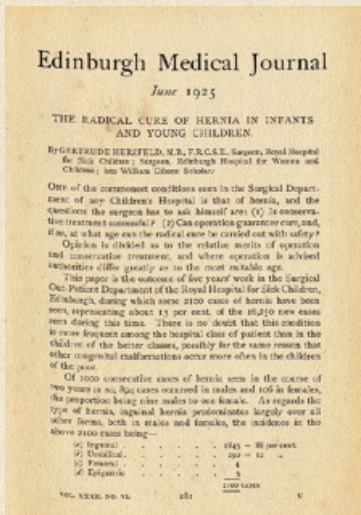 Edinburgh Medical Journal
June 1925
THE RADICAL CURE OF HERNIA IN INFANTS
AND YOUNG CHILDREN.
By GERTRUDE HERZFELD, M.B., F.R.C.S.E., Surgeon, Royal Hospital
for Sick Children; Surgeon, Edinburgh Hospital for Women and
Children; late William Gibson Scholar.
ONE of the commonest conditions seen in the Surgical Depart-
ment of any Children's Hospital is that of hernia, and the
questions the surgeon has to ask himself are: (1) Is conserva-
tive treatment successful? (2) Can operation guarantee cure, and,
if so, at what age can the radical cure be carried out with safety?
Opinion is divided as to the relative merits of operation
and conservative treatment, and where operation is advised
authorities differ greatly as to the most suitable age.
This paper is the outcome of five years' work in the Surgical
Out-Patient Department of the Royal Hospital for Sick Children,
Edinburgh, during which some 2100 cases of hernia have been
seen, representing about 13 per cent. of the 16,250 new cases
seen during this time. There is no doubt that this condition
is more frequent among the hospital class of patient than in the
children of the better classes, possibly for the same reason that
other congenital malformations occur more often in the children
of the poor.
Of 1000 consecutive cases of hernia seen in the course of
two years or so, 894 cases occurred in males and 106 in females,
the proportion being nine males to one female. As regards the
type of hernia, inguinal hernia predominates largely over all
other forms, both in males and females, the incidence in the
above 2100 cases being—
(a) Inguinal . . . . . 1843 = 88 per cent.
(b) Umbilical . . . . . 250 = 12 „
(c) Femoral . . . . . 4
(d) Epigastric . . . . . 3
2100 cases
VOL. XXXII. NO. VI. 281 U